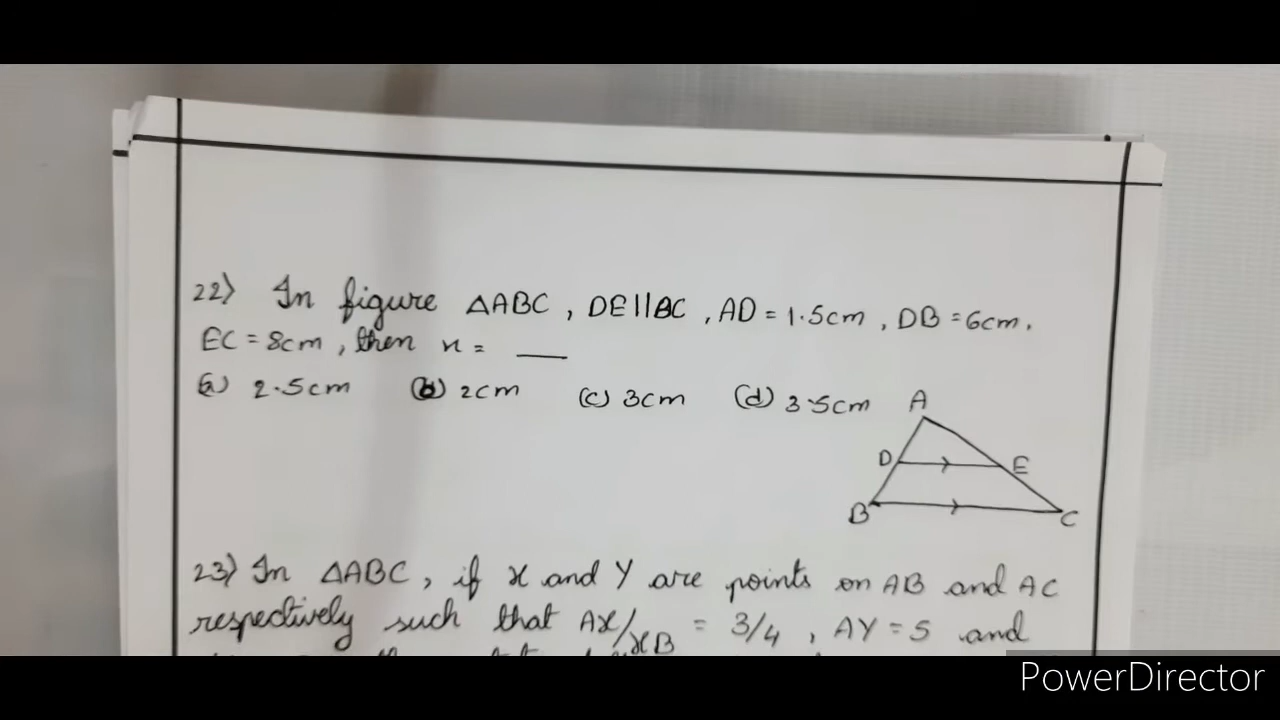 22) In figure ΔABC, DE||BC, AD = 1.5cm, DB = 6cm.
EC = 8cm, then x = ___
(a) 2.5cm (b) 2cm (c) 3cm (d) 3.5cm
A
D E
B C
23) In ΔABC, if X and Y are points on AB and AC
respectively such that AX/XB = 3/4, AY = 5 and
PowerDirector